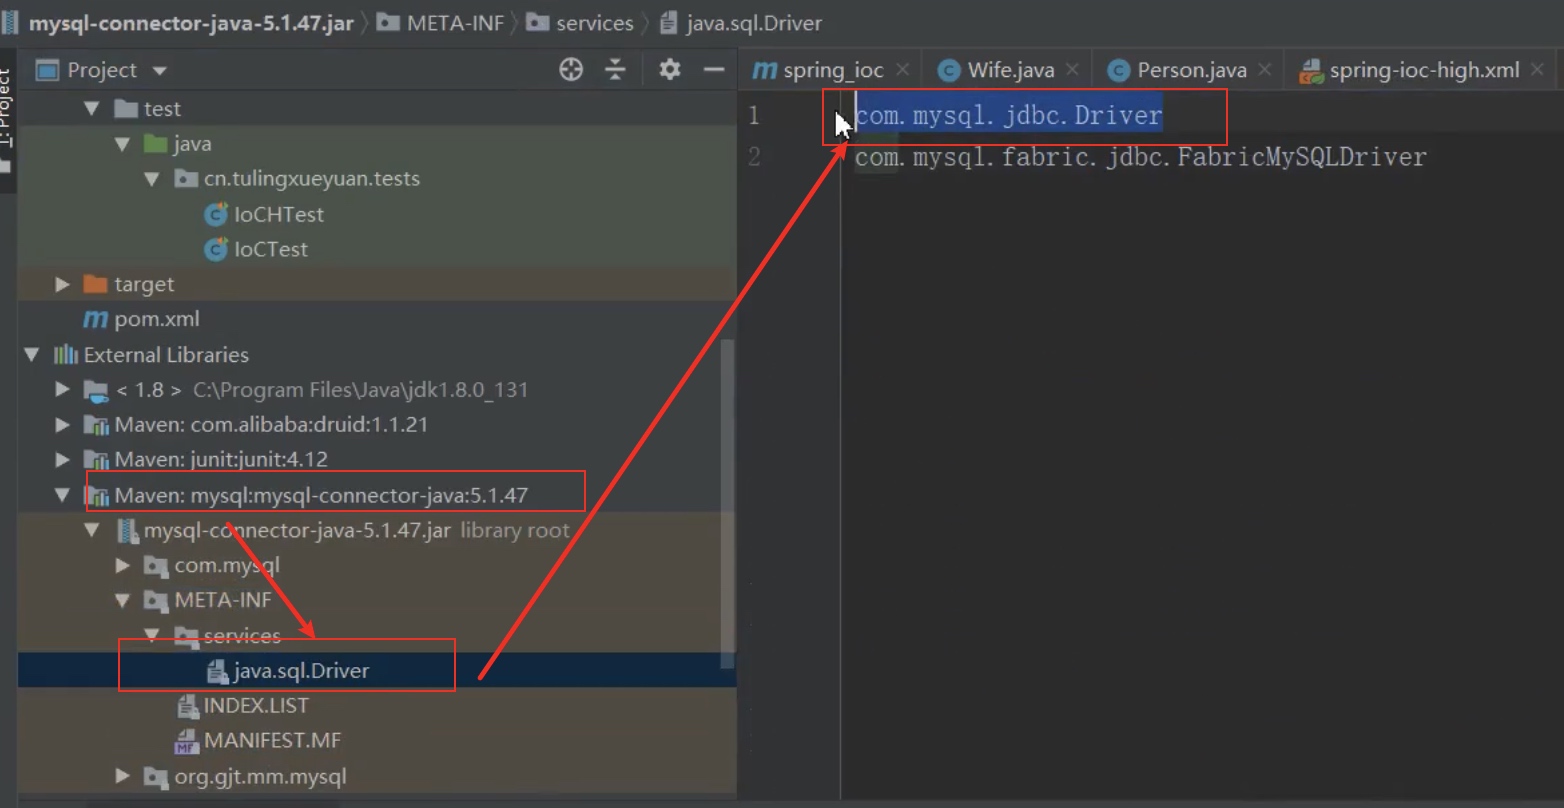 mysql-connector-java-5.1.47.jar META-INF services java.sql.Driver
1: Project
Project
spring_ioc Wife.java Person.java spring-ioc-high.xml
test
java
cn.tulingxueyuan.tests
IoCHTest
IoCTest
target
pom.xml
External Libraries
< 1.8 > C:\Program Files\Java\jdk1.8.0_131
Maven: com.alibaba:druid:1.1.21
Maven: junit:junit:4.12
Maven: mysql:mysql-connector-java:5.1.47
mysql-connector-java-5.1.47.jar library root
com.mysql
META-INF
services
java.sql.Driver
INDEX.LIST
MANIFEST.MF
org.gjt.mm.mysql
1 com.mysql.jdbc.Driver
2 com.mysql.fabric.jdbc.FabricMySQLDriver